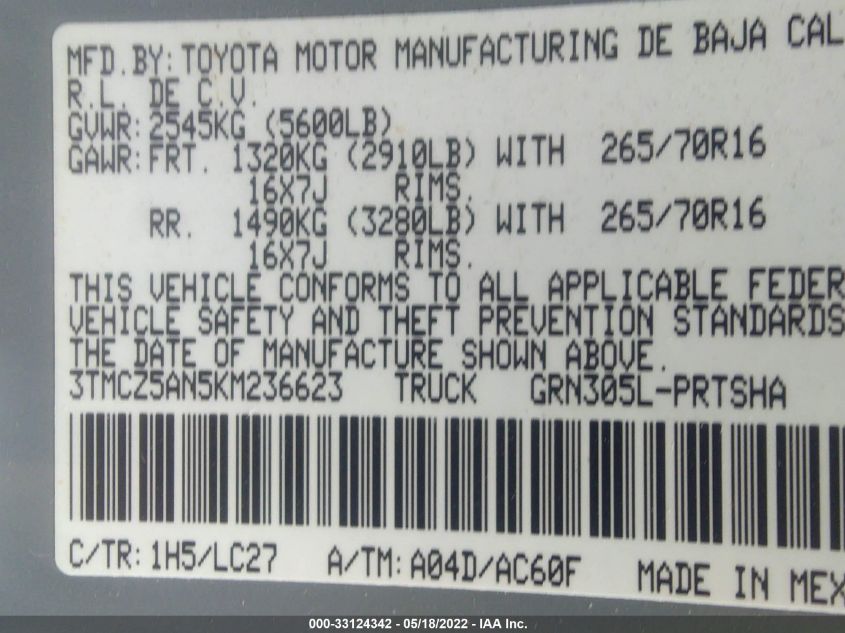 MFD.BY: TOYOTA MOTOR MANUFACTURING DE BAJA CAL
R.L. DE C.V.
GVWR: 2545KG (5600LB)
GAWR: FRT. 1320KG (2910LB) WITH 265/70R16
16X7J RIMS.
RR. 1490KG (3280LB) WITH 265/70R16
16X7J RIMS.
THIS VEHICLE CONFORMS TO ALL APPLICABLE FEDER
VEHICLE SAFETY AND THEFT PREVENTION STANDARDS
THE DATE OF MANUFACTURE SHOWN ABOVE.
3TMCZ5AN5KM236623 TRUCK GRN305L-PRTSHA
C/TR: 1H5/LC27 A/TM: A04D/AC60F MADE IN MEX
000-33124342 - 05/18/2022 - IAA Inc.